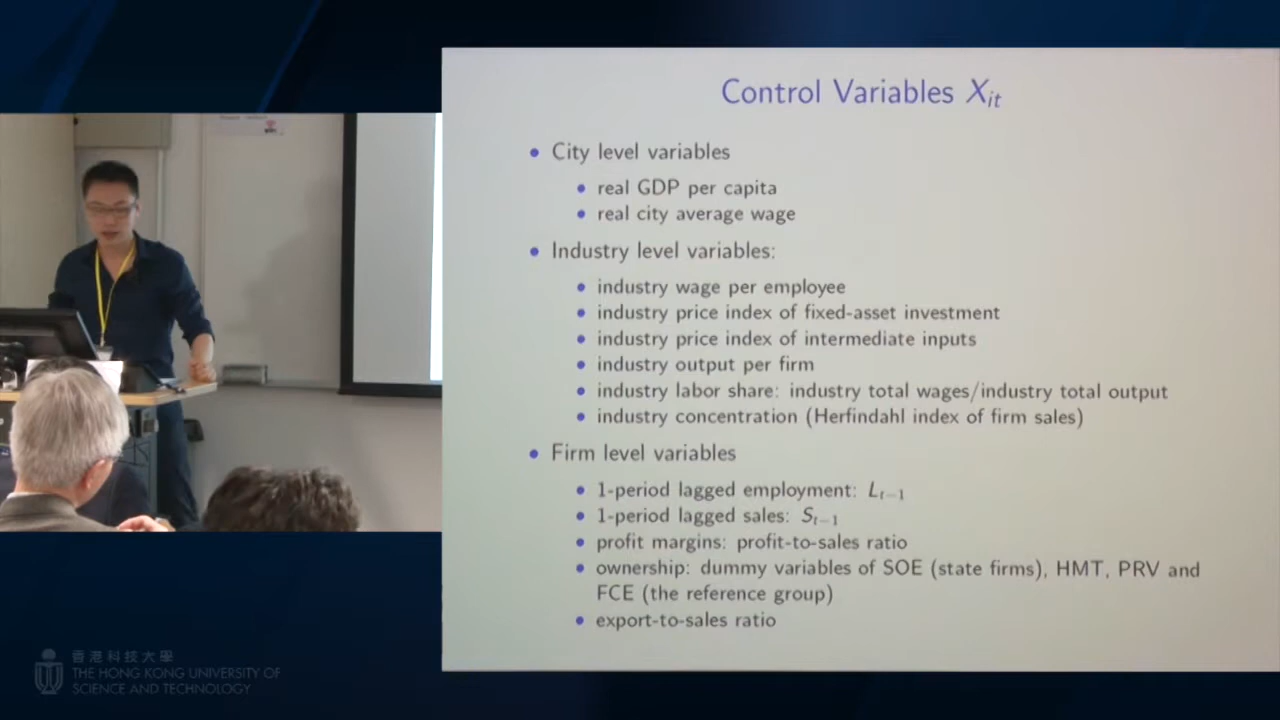 Control Variables Xit
• City level variables
• real GDP per capita
• real city average wage
• Industry level variables:
• industry wage per employee
• industry price index of fixed-asset investment
• industry price index of intermediate inputs
• industry output per firm
• industry labor share: industry total wages/industry total output
• industry concentration (Herfindahl index of firm sales)
• Firm level variables
• 1-period lagged employment: Lt−1
• 1-period lagged sales: St−1
• profit margins: profit-to-sales ratio
• ownership: dummy variables of SOE (state firms), HMT, PRV and
FCE (the reference group)
• export-to-sales ratio
香港科技大學
THE HONG KONG UNIVERSITY OF
SCIENCE AND TECHNOLOGY